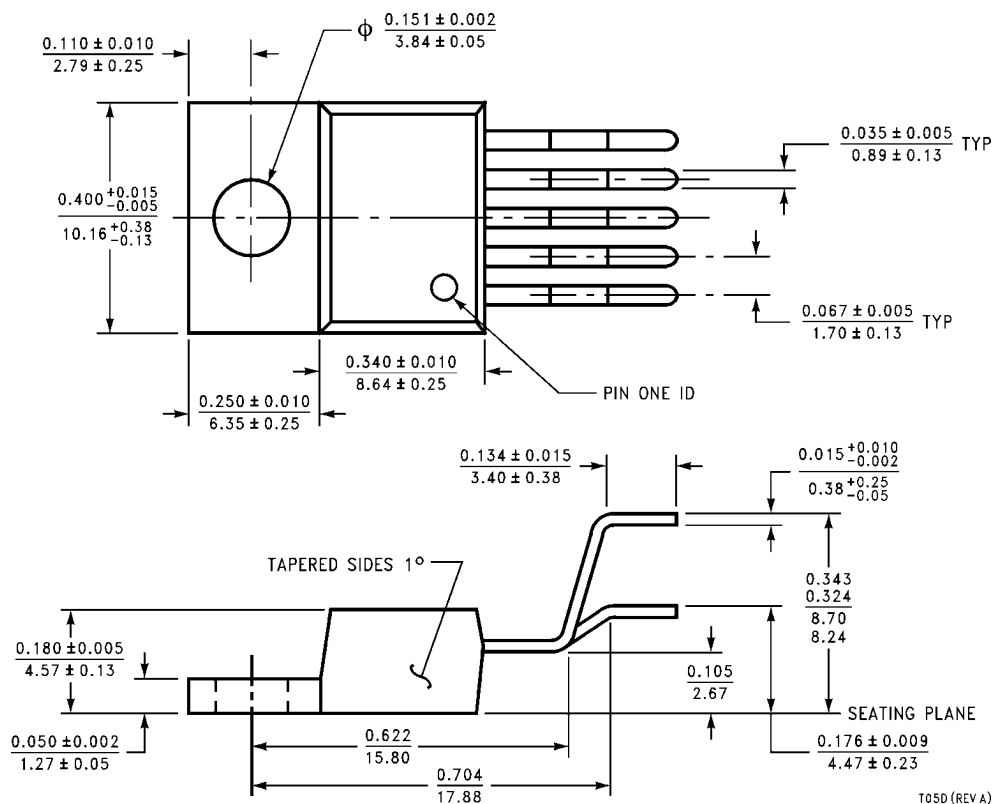 ϕ 0.151 ± 0.002
3.84 ± 0.05
0.110 ± 0.010
2.79 ± 0.25
0.035 ± 0.005 TYP
0.89 ± 0.13
0.400 +0.015 -0.005
10.16 +0.38 -0.13
0.067 ± 0.005 TYP
1.70 ± 0.13
0.340 ± 0.010
8.64 ± 0.25
PIN ONE ID
0.250 ± 0.010
6.35 ± 0.25
0.134 ± 0.015
3.40 ± 0.38
0.015 +0.010 -0.002
0.38 +0.25 -0.05
TAPERED SIDES 1°
0.343
0.324
8.70
8.24
0.180 ± 0.005
4.57 ± 0.13
0.105
2.67
SEATING PLANE
0.050 ± 0.002
1.27 ± 0.05
0.622
15.80
0.176 ± 0.009
4.47 ± 0.23
0.704
17.88
T05D (REV A)